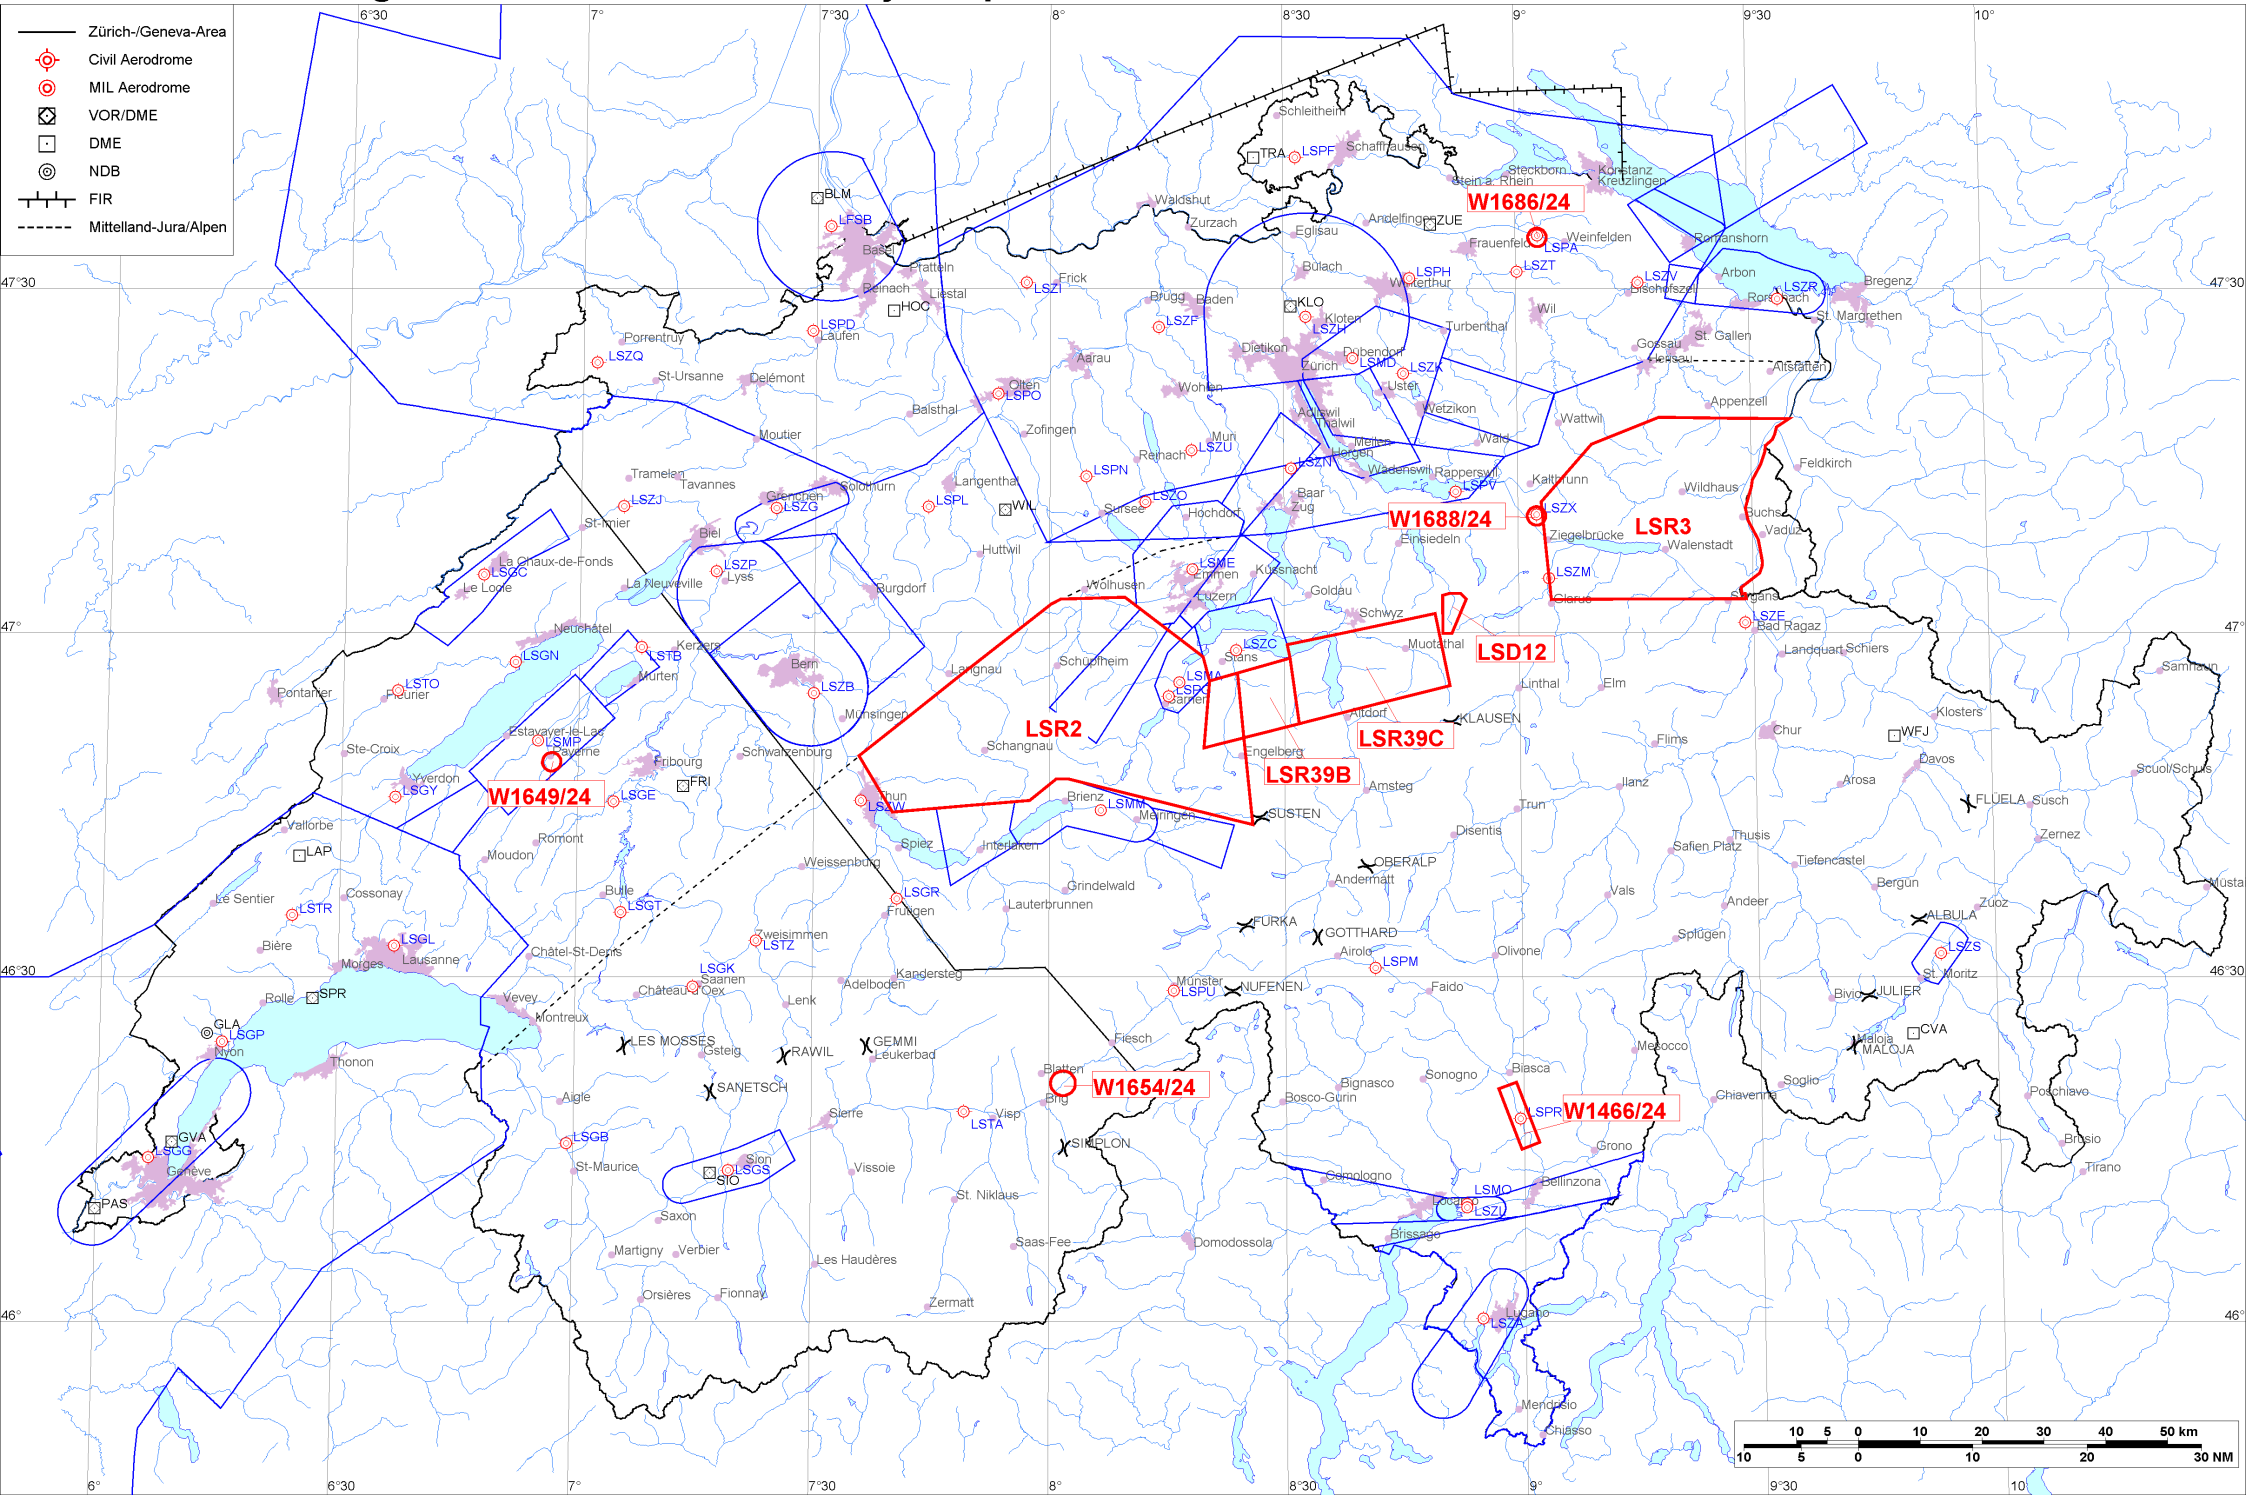 6°30
7°
7°30
8°
8°30
9°
9°30
10°
Zürich-/Geneva-Area
Civil Aerodrome
MIL Aerodrome
VOR/DME
DME
NDB
FIR
Mittelland-Jura/Alpen
Schleitheim
TRA
LSPF
Schaffhausen
Steckborn
Konstanz
Stein a. Rhein
Kreuzlingen
BLM
Waldshut
W1686/24
LFSB
Zurzach
Eglisau
Andelfingen
ZUE
Basel
Frauenfeld
LSPA
Weinfelden
Romanshorn
Pratteln
Bülach
LSPH
LSZT
LSZV
Arbon
47°30
Reinach
Liestal
LSZI
Frick
Winterthur
Bischofszell
LSZR
Bregenz
47°30
HOC
Brugg
Baden
KLO
Kloten
Wil
Rorschach
St. Margrethen
LSPD
Laufen
LSZF
LSZH
Turbenthal
St. Gallen
Porrentruy
LSZQ
Aarau
Dietikon
Dübendorf
LSMD
Gossau
Herisau
St-Ursanne
Delémont
Zürich
LSZK
Altstätten
Olten
LSPO
Wohlen
Uster
Balsthal
Wetzikon
Appenzell
Adliswil
Thalwil
Wattwil
Moutier
Zofingen
Muri
Meilen
Wald
LSZU
Horgen
Tramelan
Reinach
LSZN
Wädenswil
Rapperswil
Feldkirch
Tavannes
LSPN
Kaltbrunn
Solothurn
Langenthal
Baar
LSPV
Wildhaus
Grenchen
LSZJ
LSZG
LSPL
WIL
LSZO
Zug
Sursee
Hochdorf
W1688/24
LSZX
LSR3
Buchs
St-Imier
Biel
Ziegelbrücke
Vaduz
Einsiedeln
Walenstadt
Huttwil
La Chaux-de-Fonds
LSGC
LSZP
Lyss
LSME
Emmen
Küssnacht
LSZM
Le Locle
La Neuveville
Burgdorf
Wolhusen
Luzern
Goldau
Glarus
Sargans
Schwyz
LSZE
47°
Neuchâtel
Bad Ragaz
47°
Kerzers
LSZC
Muotathal
LSD12
LSGN
LSTB
Bern
Langnau
Schüpfheim
Stans
Landquart
Schiers
Samnaun
Murten
LSMA
LSTO
LSZB
LSPG
Linthal
Elm
Pontarlier
Fleurier
Sarnen
Münsingen
Altdorf
KLAUSEN
Klosters
Estavayer-le-Lac
LSR2
LSR39C
Chur
WFJ
LSMP
Payerne
Schangnau
Flims
Ste-Croix
Schwarzenburg
Engelberg
Fribourg
LSR39B
Davos
Yverdon
FRI
Arosa
Scuol/Schuls
LSGY
W1649/24
LSGE
Thun
LSZW
Brienz
LSMM
Amsteg
Ilanz
FLÜELA
Susch
Meiringen
SUSTEN
Trun
Vallorbe
Disentis
Thusis
Zernez
Romont
Spiez
Interlaken
LAP
Moudon
Weissenburg
OBERALP
Safien Platz
Tiefencastel
Cossonay
Bulle
LSGR
Grindelwald
Andermatt
Vals
Bergün
Müsta
Le Sentier
LSTR
LSGT
Frutigen
Lauterbrunnen
Andeer
Zuoz
FURKA
GOTTHARD
ALBULA
Bière
LSGL
Zweisimmen
LSTZ
Splügen
Morges
Lausanne
Châtel-St-Denis
Airolo
Olivone
LSZS
46°30
LSGK
Saanen
Kandersteg
LSPM
St. Moritz
46°30
Rolle
SPR
Vevey
Château-d'Oex
Adelboden
Münster
LSPU
NUFENEN
Faido
Bivio
JULIER
Lenk
GLA
Montreux
CVA
LSGP
LES MOSSES
GEMMI
Fiesch
Mesocco
Maloja
MALOJA
Nyon
Gsteig
RAWIL
Leukerbad
Thonon
Blatten
W1654/24
Bignasco
Sonogno
Biasca
Soglio
SANETSCH
Chiavenna
Poschiavo
Aigle
Brig
Bosco-Gurin
LSPR
W1466/24
Sierre
LSTA
Visp
GVA
LSGB
SIMPLON
Grono
Brusio
LSGG
Sion
LSGS
Genève
St-Maurice
SIO
Vissoie
Comologno
Tirano
LSMO
Bellinzona
PAS
St. Niklaus
Locarno
LSZL
Saxon
Brissago
Martigny
Verbier
Les Haudères
Saas-Fee
Domodossola
Orsières
Fionnay
Zermatt
46°
Lugano
LSZA
46°
Mendrisio
Chiasso
10 5 0 10 20 30 40 50 km
10 5 0 10 20 30 NM
6°
6°30
7°
7°30
8°
8°30
9°
9°30
10